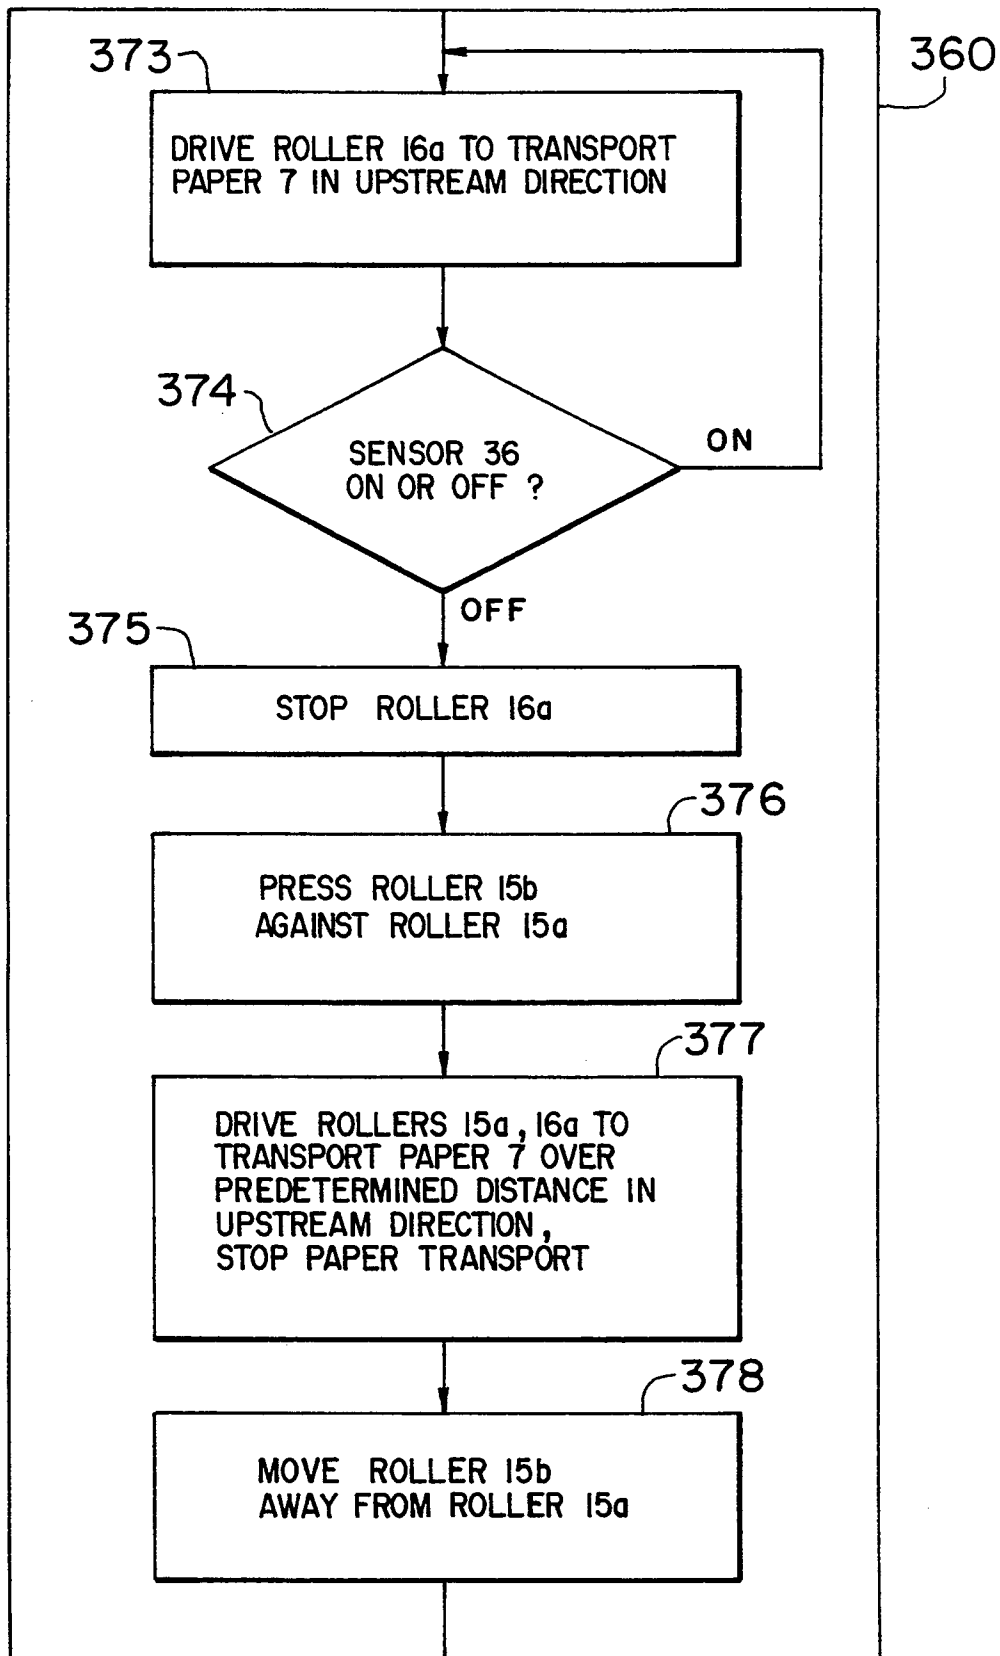 373
360
DRIVE ROLLER 16a TO TRANSPORT
PAPER 7 IN UPSTREAM DIRECTION
374
SENSOR 36
ON OR OFF ?
ON
OFF
375
STOP ROLLER 16a
376
PRESS ROLLER 15b
AGAINST ROLLER 15a
377
DRIVE ROLLERS 15a, 16a TO
TRANSPORT PAPER 7 OVER
PREDETERMINED DISTANCE IN
UPSTREAM DIRECTION,
STOP PAPER TRANSPORT
378
MOVE ROLLER 15b
AWAY FROM ROLLER 15a